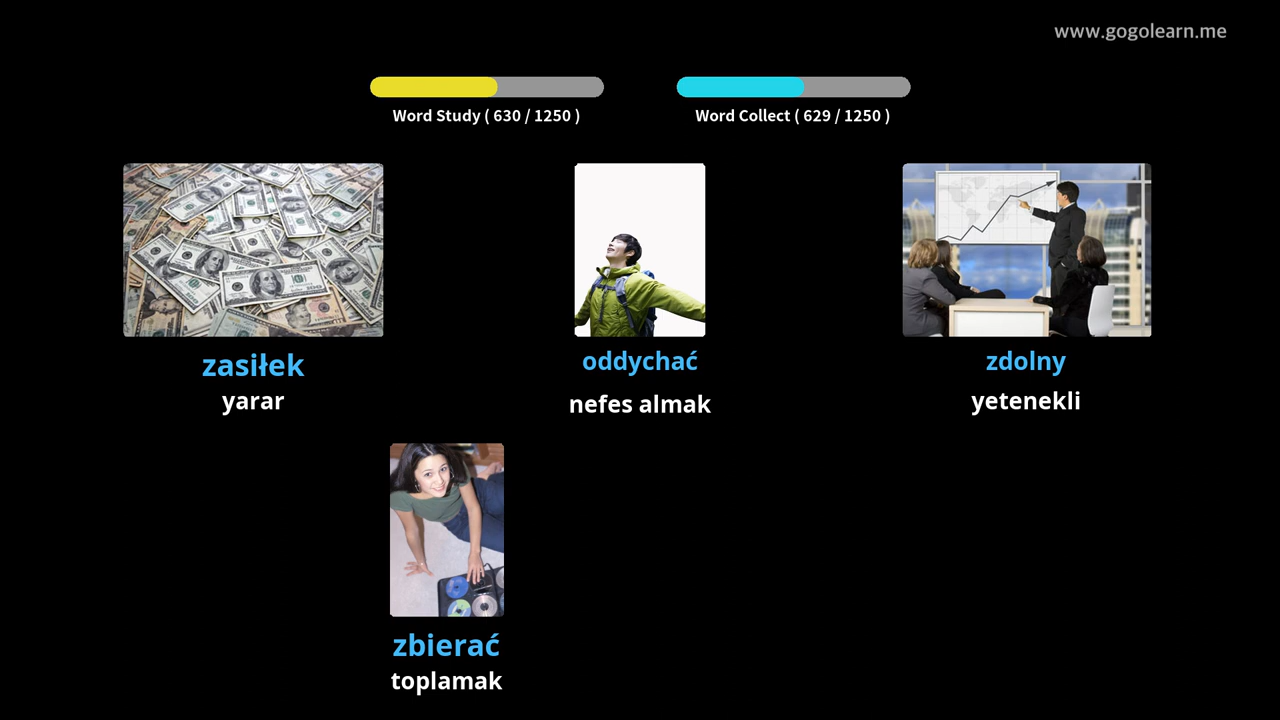 www.gogolearn.me
Word Study ( 630 / 1250 )
Word Collect ( 629 / 1250 )
zasiłek
yarar
oddychać
nefes almak
zdolny
yetenekli
zbierać
toplamak